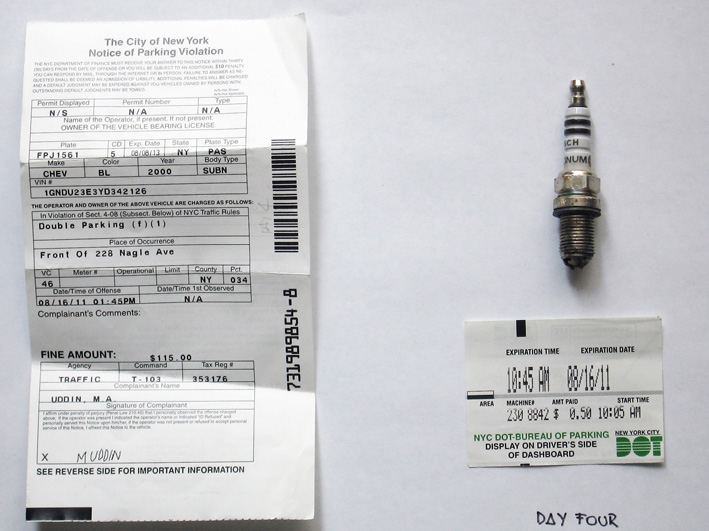 The City of New York
Notice of Parking Violation
Permit Displayed Permit Number Type
N/S N/A N/A
Name of the Operator, if present. If not present:
OWNER OF THE VEHICLE BEARING LICENSE
Plate CD Exp. Date State Plate Type
FPJ1561 5 08/08/13 NY PAS
Make Color Year Body Type
CHEV BL 2000 SUBN
VIN #
1GNDU23E3YD342126
THE OPERATOR AND OWNER OF THE ABOVE VEHICLE ARE CHARGED AS FOLLOWS:
In Violation of Sect. 4-08 (Subsect. Below) of NYC Traffic Rules
Double Parking (f)(1)
Place of Occurrence
Front Of 228 Nagle Ave
VC Meter # Operational Limit County Pct.
46 NY 034
Date/Time of Offense Date/Time 1st Observed
08/16/11 01:45PM N/A
Complainant's Comments:
FINE AMOUNT: $115.00
Agency Command Tax Reg #
TRAFFIC T-103 353176
Complainant's Name
UDDIN, M A
Signature of Complainant
X MUDDIN
SEE REVERSE SIDE FOR IMPORTANT INFORMATION
EXPIRATION TIME EXPIRATION DATE
10:45 AM 08/16/11
AREA MACHINE# AMT PAID START TIME
230 8842 $ 0.50 10:05 AM
NYC DOT-BUREAU OF PARKING
DISPLAY ON DRIVER'S SIDE
OF DASHBOARD
NEW YORK CITY
DOT
DAY FOUR